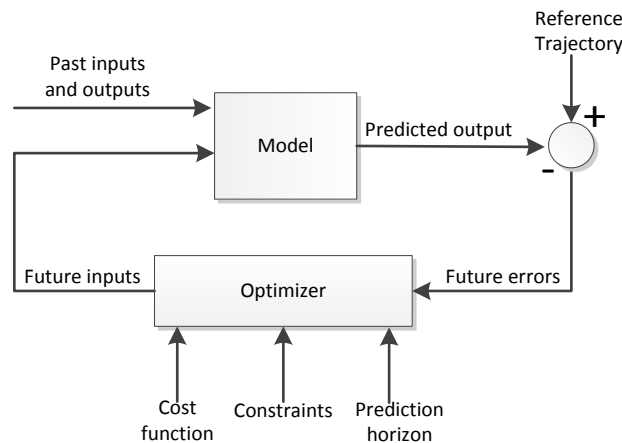 Reference
Trajectory
Past inputs
and outputs
+
Model
Predicted output
-
Future inputs
Optimizer
Future errors
Cost
function
Constraints
Prediction
horizon